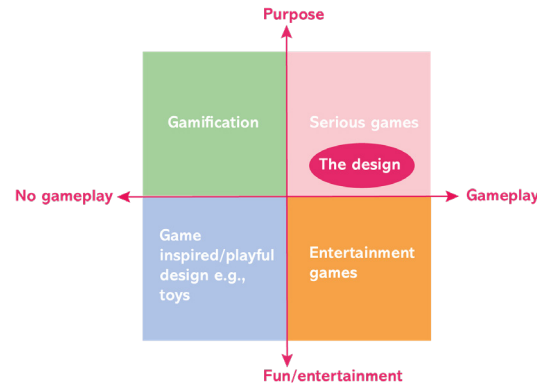 Purpose
Gamification
Serious games
The design
No gameplay
Gameplay
Game
inspired/playful
design e.g.,
toys
Entertainment
games
Fun/entertainment